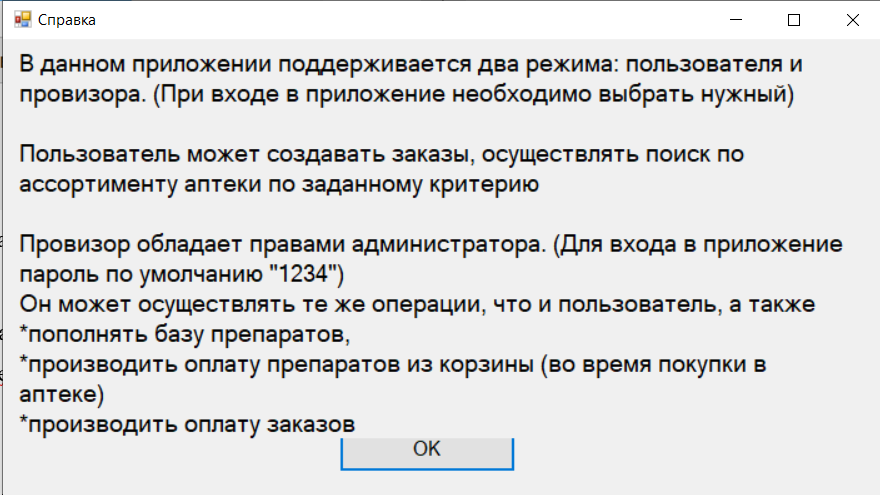 Справка
В данном приложении поддерживается два режима: пользователя и
провизора. (При входе в приложение необходимо выбрать нужный)
Пользователь может создавать заказы, осуществлять поиск по
ассортименту аптеки по заданному критерию
Провизор обладает правами администратора. (Для входа в приложение
пароль по умолчанию "1234")
Он может осуществлять те же операции, что и пользователь, а также
*пополнять базу препаратов,
*производить оплату препаратов из корзины (во время покупки в
аптеке)
*производить оплату заказов
OK